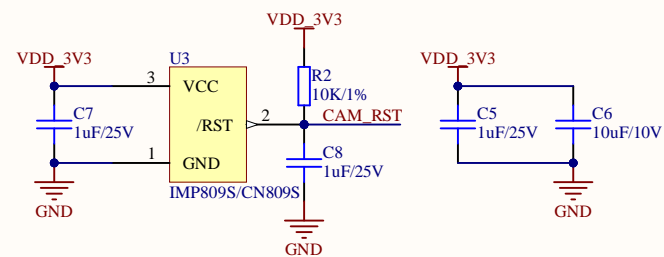 VDD_3V3
VDD_3V3
U3
VDD_3V3
3
VCC
R2
10K/1%
C7
1uF/25V
/RST
2
CAM_RST
C5
1uF/25V
C6
10uF/10V
1
GND
C8
1uF/25V
IMP809S/CN809S
GND
GND
GND